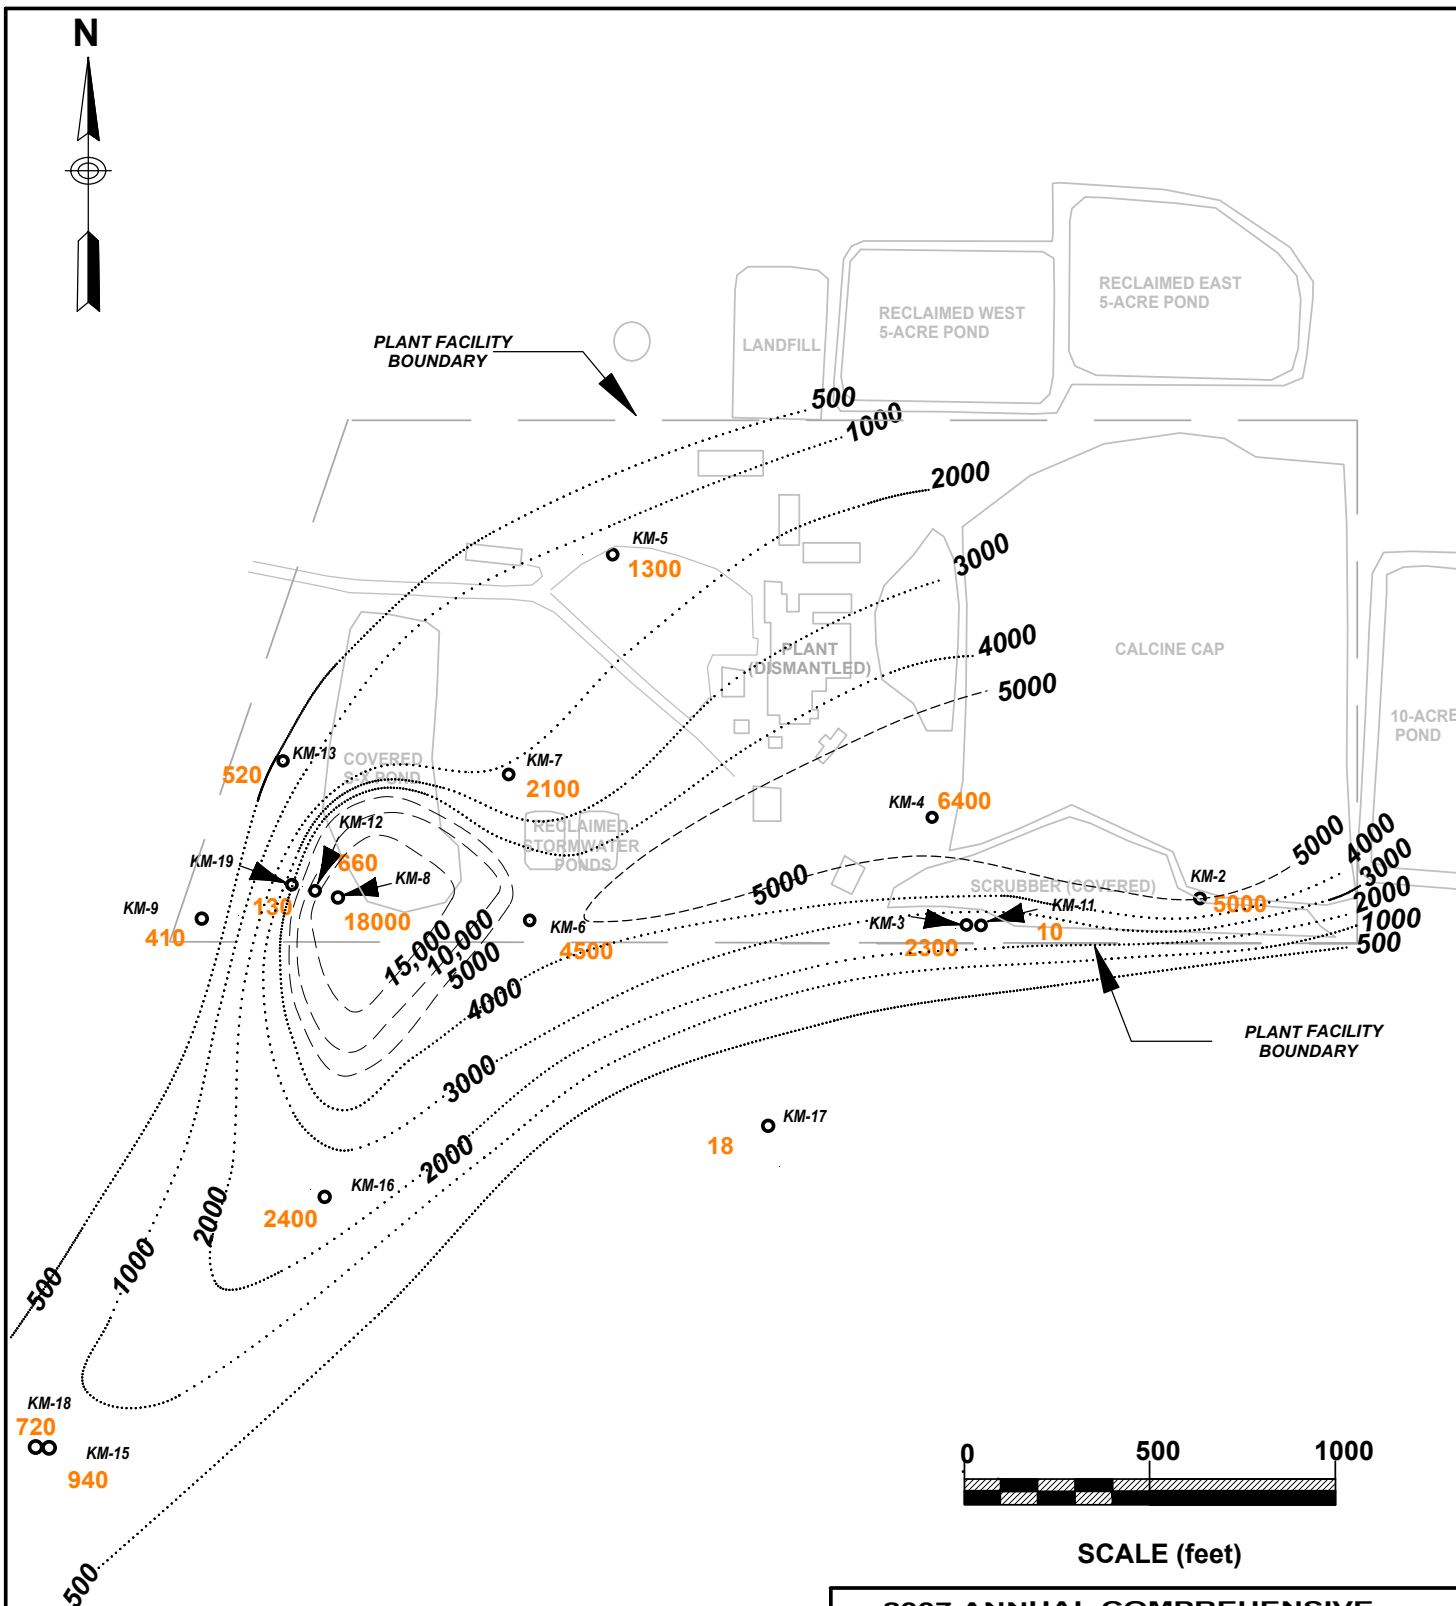 N
RECLAIMED EAST
5-ACRE POND
RECLAIMED WEST
5-ACRE POND
LANDFILL
PLANT FACILITY
BOUNDARY
500
1000
2000
3000
4000
5000
KM-5
1300
PLANT
(DISMANTLED)
CALCINE CAP
10-ACRE
POND
KM-13
520
COVERED
S-X POND
KM-7
2100
KM-4
6400
KM-12
660
RECLAIMED
STORMWATER
PONDS
KM-19
130
KM-8
18000
KM-9
410
KM-6
4500
5000
SCRUBBER (COVERED)
KM-2
5000
KM-3
2300
KM-11
10
5000
4000
3000
2000
1000
500
15,000
10,000
5000
4000
3000
2000
PLANT FACILITY
BOUNDARY
KM-17
18
KM-16
2400
2000
1000
500
KM-18
720
KM-15
940
500
0 500 1000
SCALE (feet)